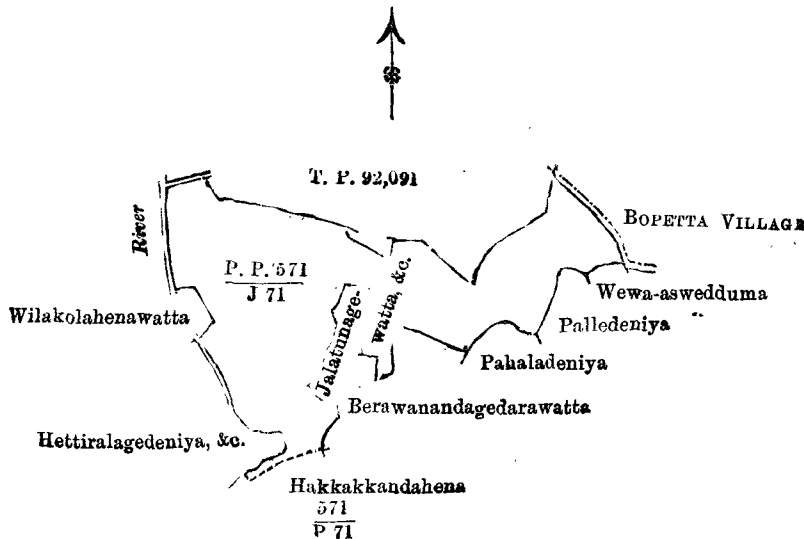 T. P. 92,091
River
BOPETTA VILLAGE
P. P. 571
J 71
Jalatunage-
watta, &c.
Wewa-aswedduma
Wilakolahenawatta
Palledeniya
Pahaladeniya
Berawanandagedarawatta
Hettiralagedeniya, &c.
Hakkakkandahena
571
P 71